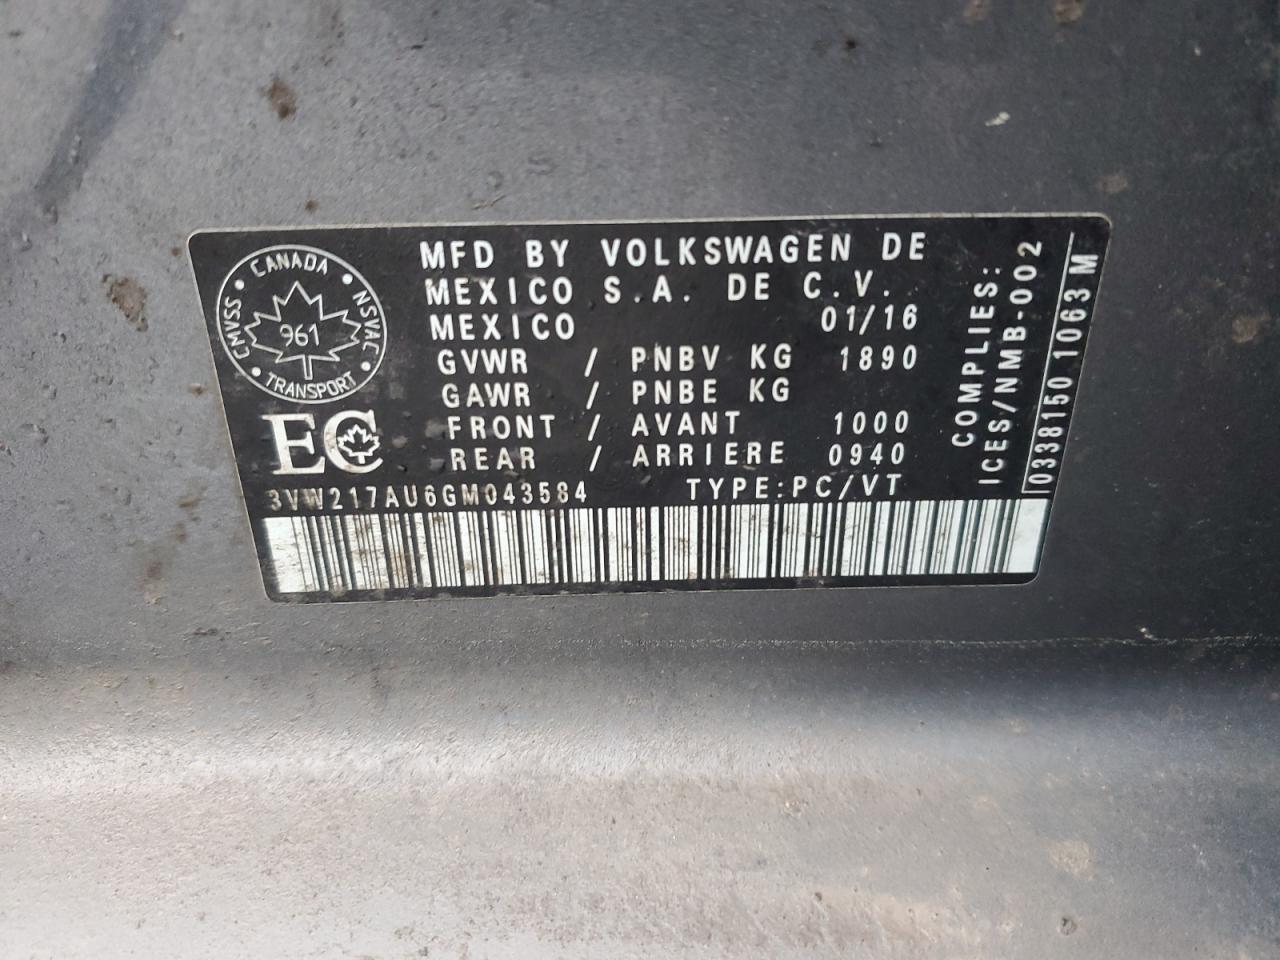 CANADA
CMVSS • NSVAC
961
TRANSPORT
EC
MFD BY VOLKSWAGEN DE
MEXICO S.A. DE C.V.
MEXICO 01/16
GVWR / PNBV KG 1890
GAWR / PNBE KG
FRONT / AVANT 1000
REAR / ARRIERE 0940
3VW217AU6GM043584 TYPE:PC/VT
COMPLIES:
ICES/NMB-002
0338150 1063 M